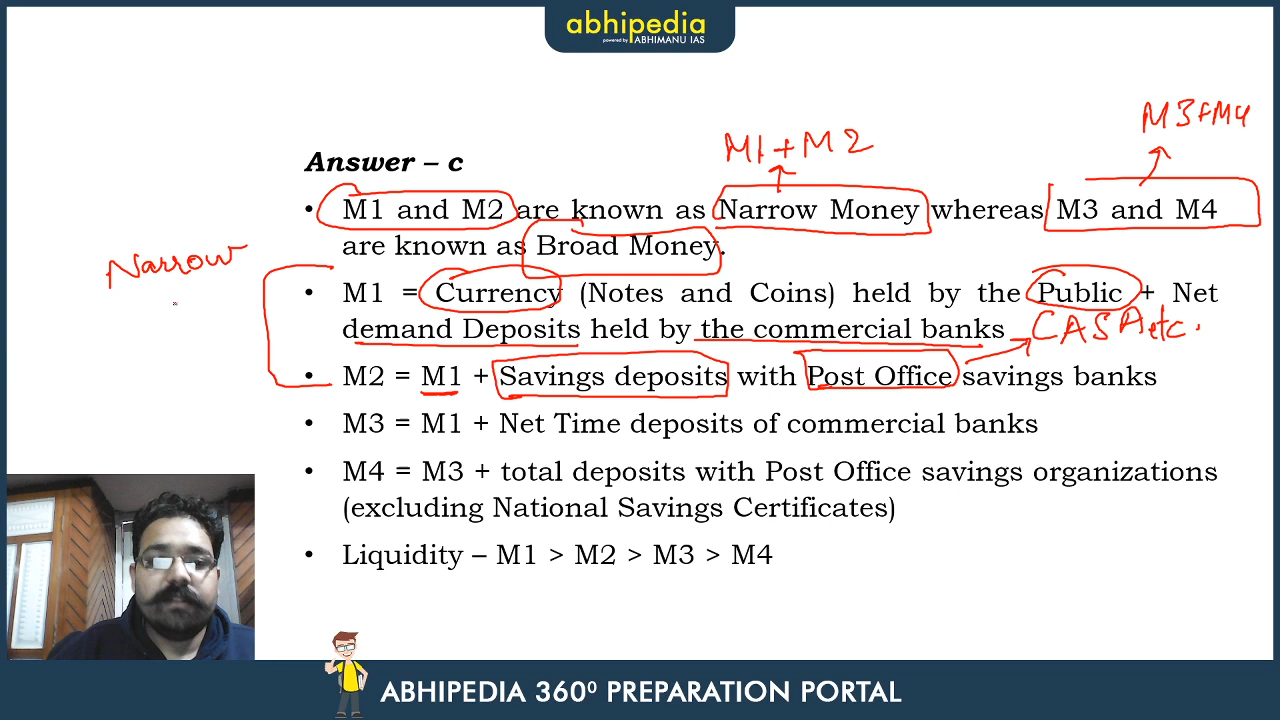 abhipedia
powered by ABHIMANU IAS
M3+M4
M1+M2
Answer – c
• M1 and M2 are known as Narrow Money whereas M3 and M4
are known as Broad Money.
Narrow
• M1 = Currency (Notes and Coins) held by the Public + Net
demand Deposits held by the commercial banks
CASA etc.
• M2 = M1 + Savings deposits with Post Office savings banks
• M3 = M1 + Net Time deposits of commercial banks
• M4 = M3 + total deposits with Post Office savings organizations
(excluding National Savings Certificates)
• Liquidity – M1 > M2 > M3 > M4
ABHIPEDIA 360⁰ PREPARATION PORTAL